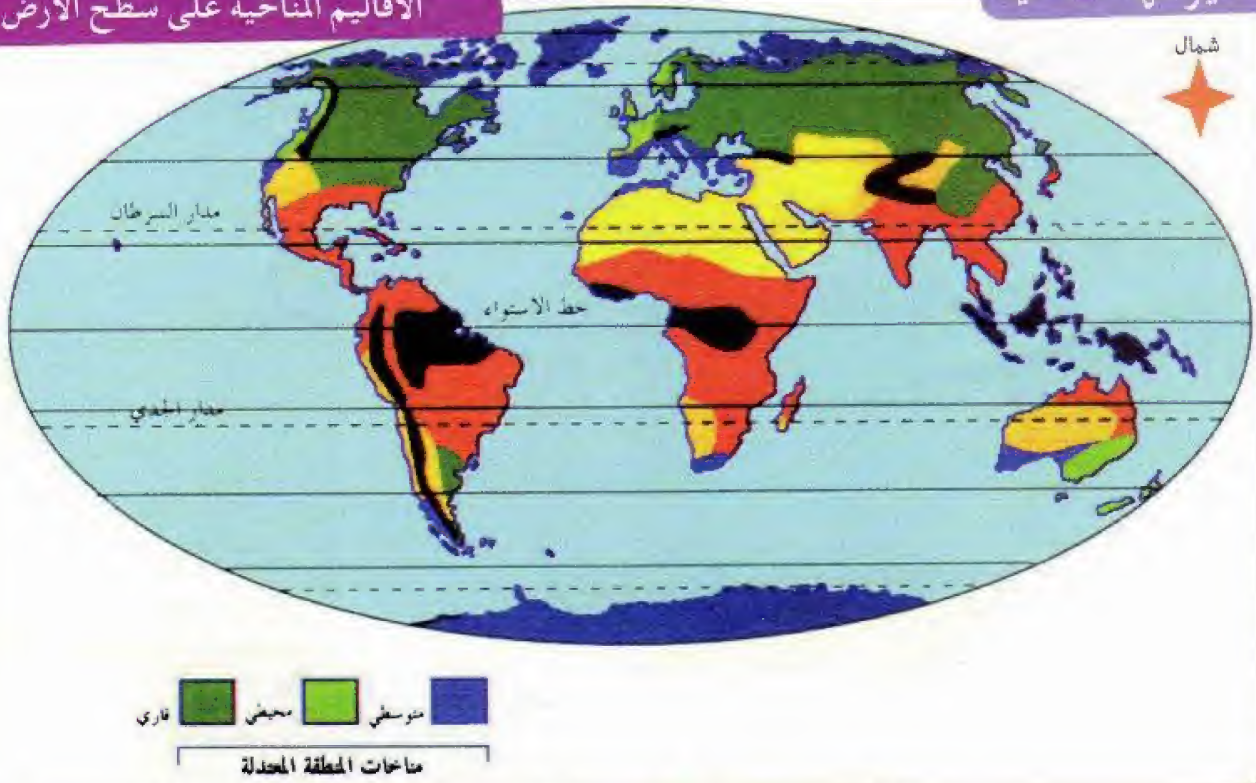 الأقاليم المناخية على سطح الأرض
شمال
مدار السرطان
خط الاستواء
مدار الجدي
متوسطي
محيطي
قاري
مناخات المنطقة المعتدلة